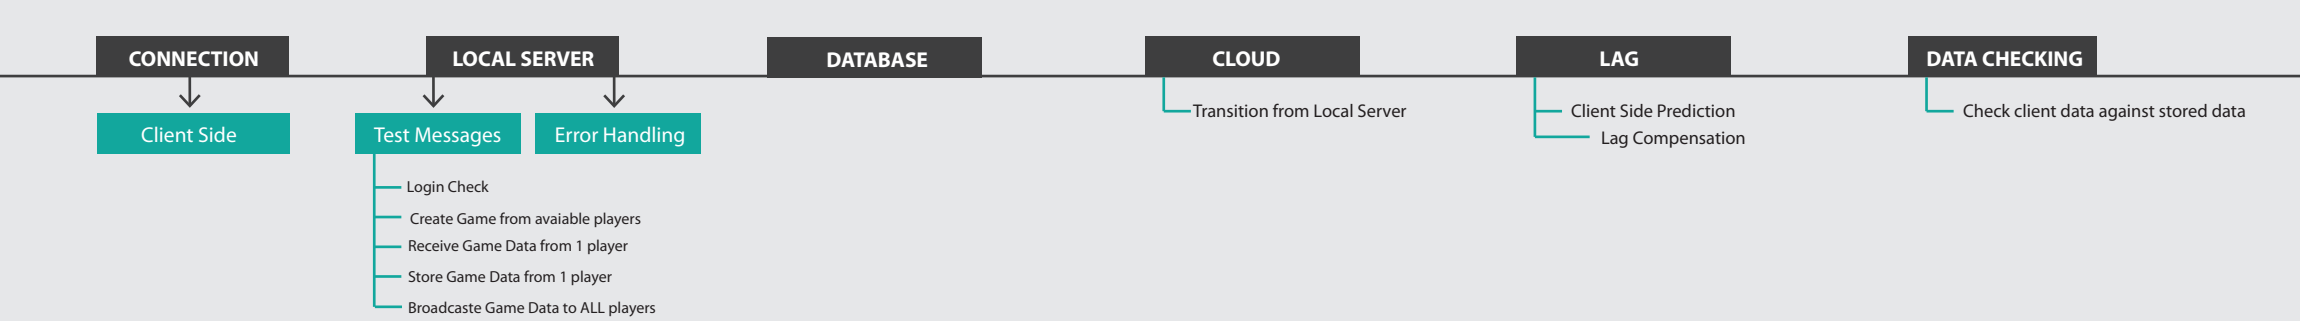 CONNECTION
LOCAL SERVER
DATABASE
CLOUD
LAG
DATA CHECKING
Client Side
Test Messages
Error Handling
Login Check
Create Game from avaiable players
Receive Game Data from 1 player
Store Game Data from 1 player
Broadcaste Game Data to ALL players
Transition from Local Server
Client Side Prediction
Lag Compensation
Check client data against stored data